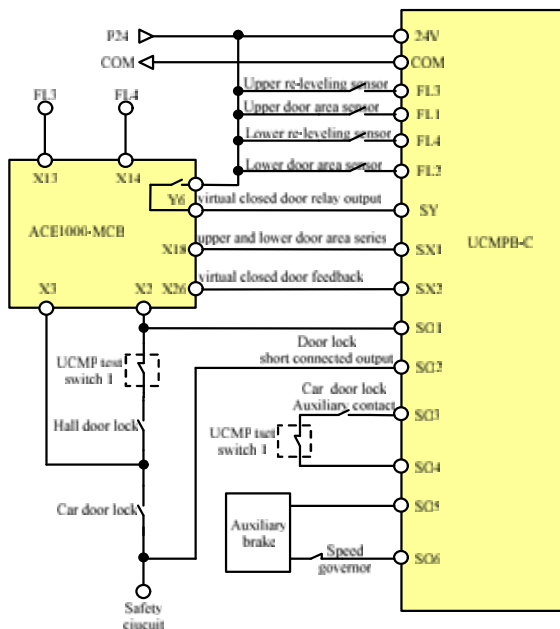 P24
24V
COM
COM
FL3
FL4
Upper re-leveling sensor
FL3
Upper door area sensor
FL1
Lower re-leveling sensor
FL4
Lower door area sensor
FL2
X13
X14
Y6
virtual closed door relay output
SY
ACE1000-MCB
UCMPB-C
X18
upper and lower door area series
SX1
X3
X2
X26
virtual closed door feedback
SX2
SO1
Door lock
short connected output
SO2
UCMP test
switch 1
Car door lock
Auxiliary contact
SO3
Hall door lock
UCMP tset
switch 1
SO4
Car door lock
SO5
Auxiliary
brake
Speed
governor
SO6
Safety
ciucuit